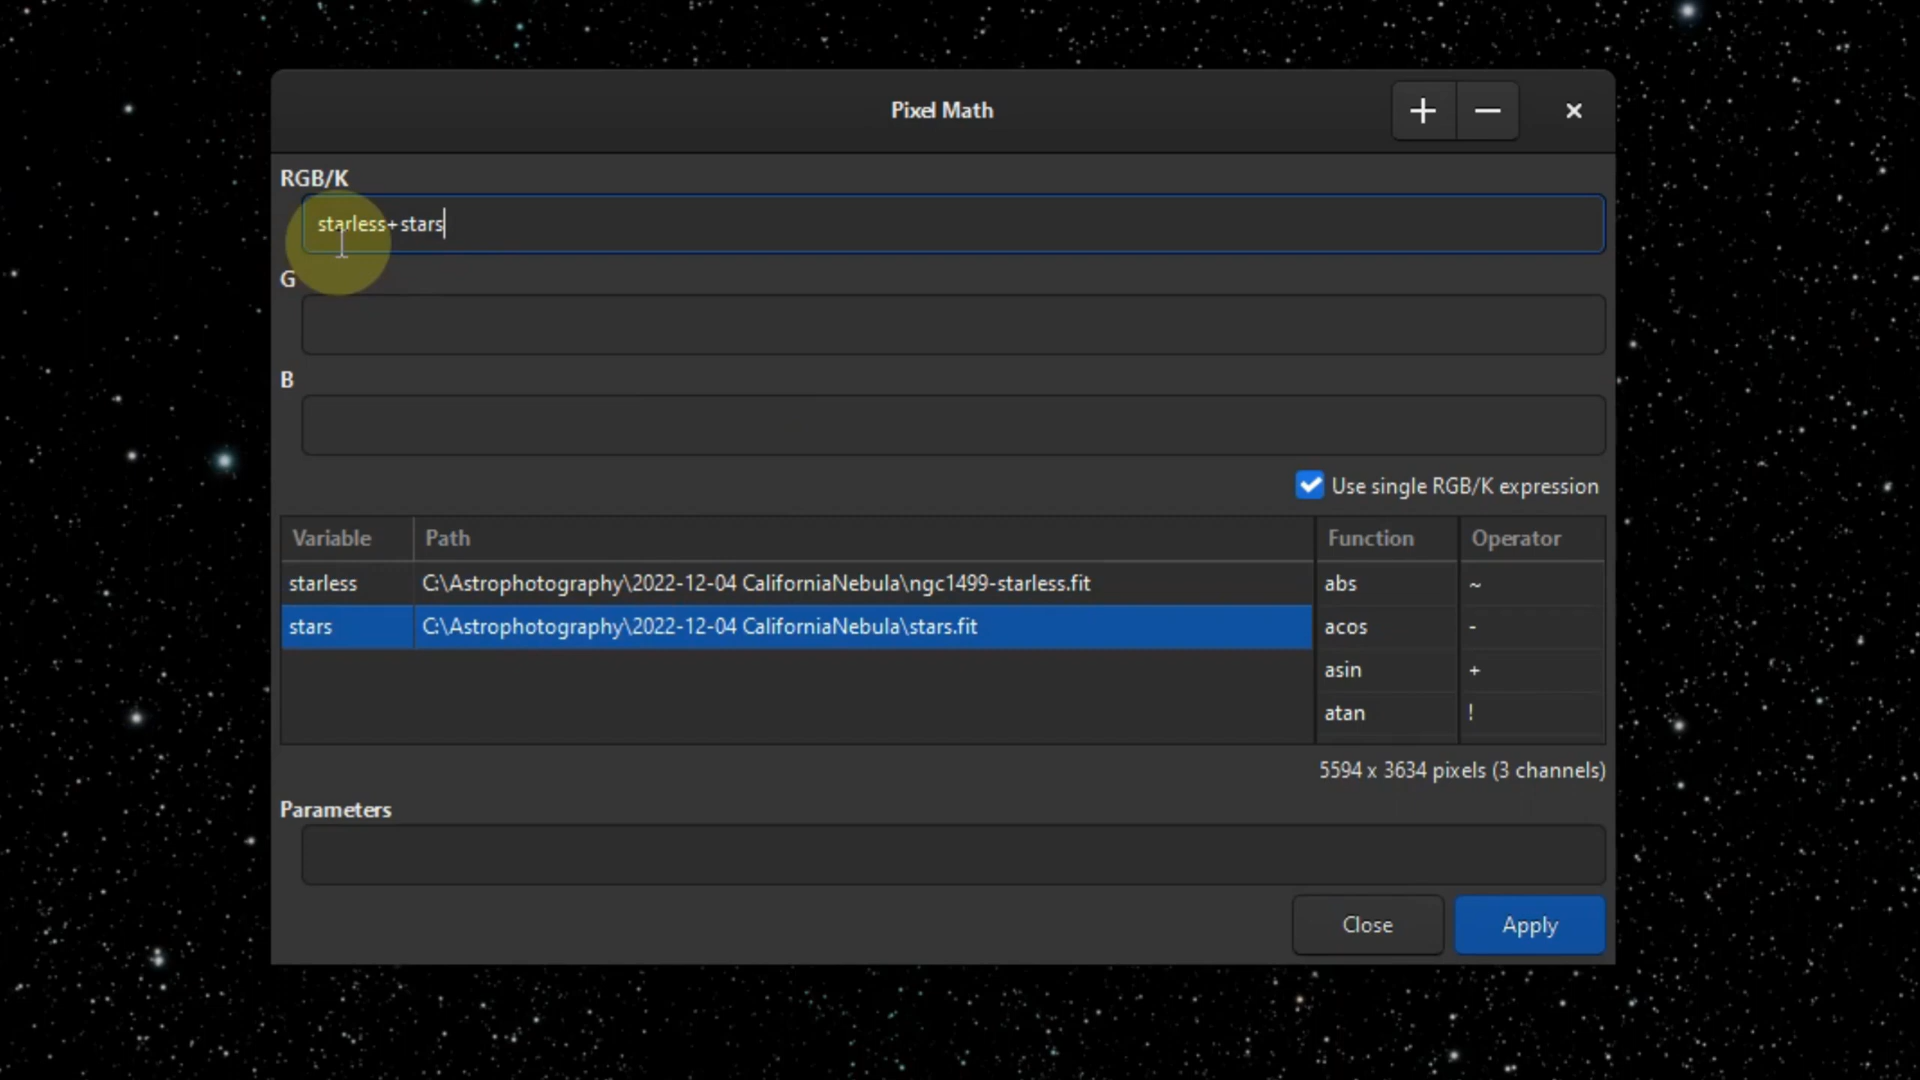 Pixel Math
RGB/K
starless+stars
G
B
Use single RGB/K expression
Variable Path Function Operator
starless C:\Astrophotography\2022-12-04 CaliforniaNebula\ngc1499-starless.fit abs ~
stars C:\Astrophotography\2022-12-04 CaliforniaNebula\stars.fit acos -
asin +
atan !
5594 x 3634 pixels (3 channels)
Parameters
Close Apply